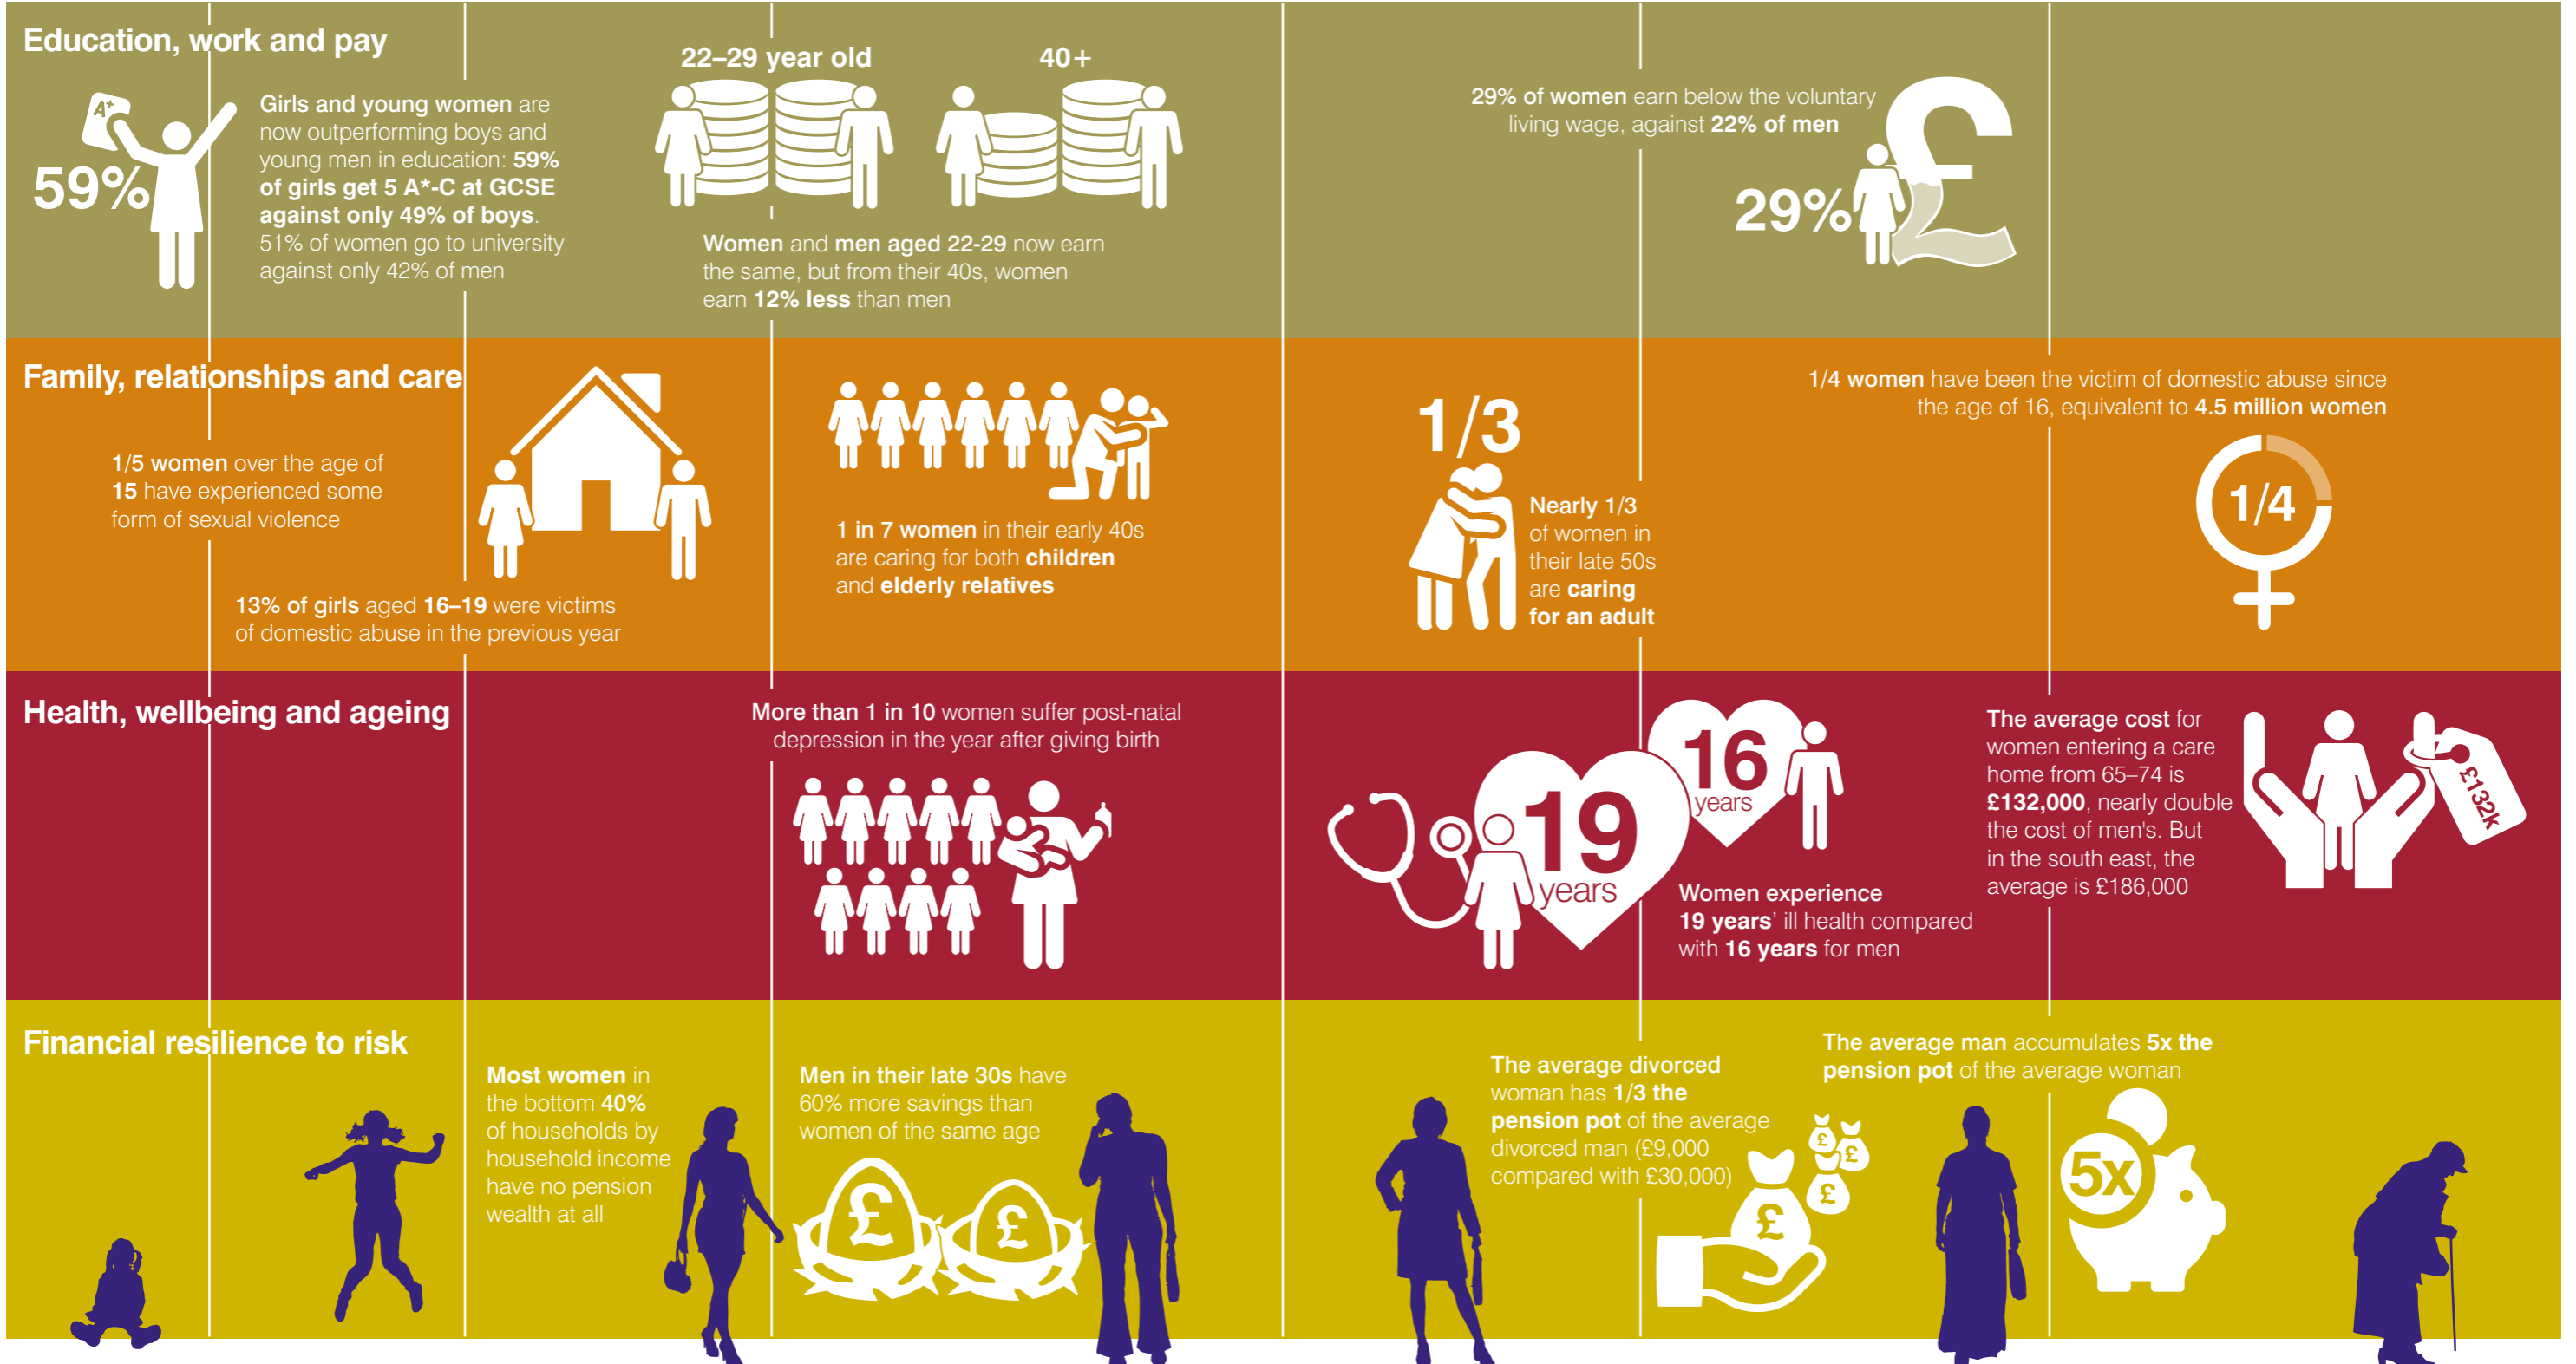 Education, work and pay
A+
59%
Girls and young women are
now outperforming boys and
young men in education: 59%
of girls get 5 A*-C at GCSE
against only 49% of boys.
51% of women go to university
against only 42% of men
22–29 year old
40+
Women and men aged 22-29 now earn
the same, but from their 40s, women
earn 12% less than men
29% of women earn below the voluntary
living wage, against 22% of men
29%
£
Family, relationships and care
1/5 women over the age of
15 have experienced some
form of sexual violence
13% of girls aged 16–19 were victims
of domestic abuse in the previous year
1 in 7 women in their early 40s
are caring for both children
and elderly relatives
1/3
Nearly 1/3
of women in
their late 50s
are caring
for an adult
1/4 women have been the victim of domestic abuse since
the age of 16, equivalent to 4.5 million women
1/4
Health, wellbeing and ageing
More than 1 in 10 women suffer post-natal
depression in the year after giving birth
19
years
16
years
Women experience
19 years' ill health compared
with 16 years for men
The average cost for
women entering a care
home from 65–74 is
£132,000, nearly double
the cost of men's. But
in the south east, the
average is £186,000
£132k
Financial resilience to risk
Most women in
the bottom 40%
of households by
household income
have no pension
wealth at all
Men in their late 30s have
60% more savings than
women of the same age
£
£
The average divorced
woman has 1/3 the
pension pot of the average
divorced man (£9,000
compared with £30,000)
£
£
£
£
The average man accumulates 5x the
pension pot of the average woman
5x